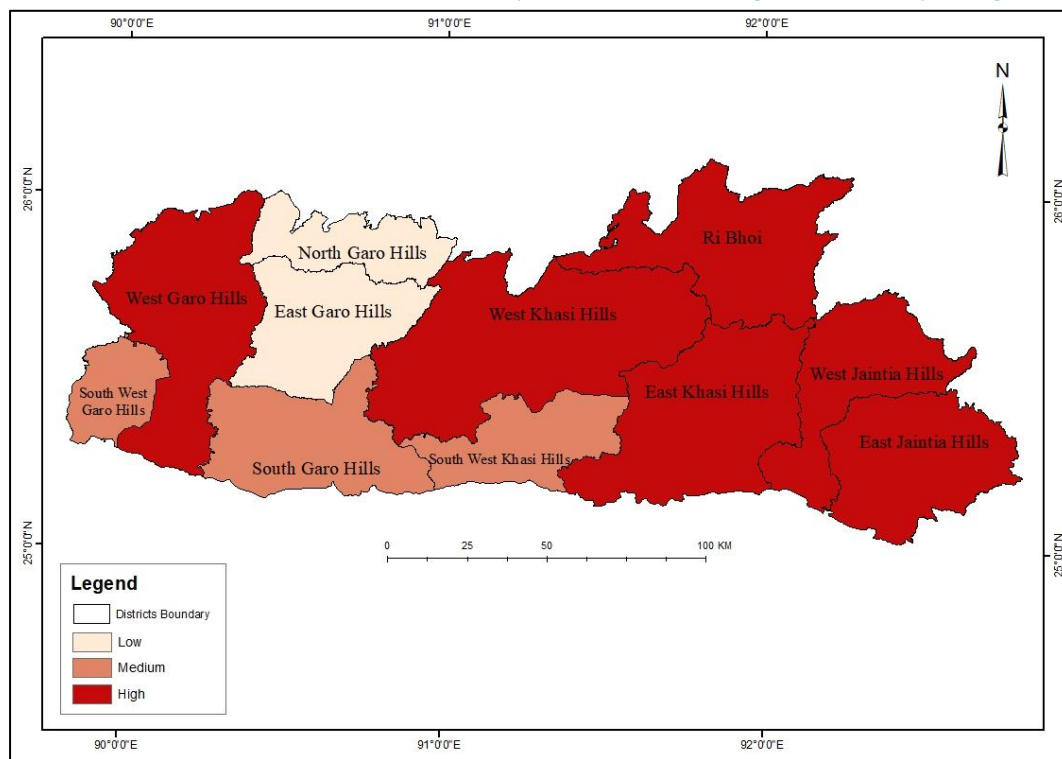 90°0'0"E 91°0'0"E 92°0'0"E
N
26°0'0"N 26°0'0"N
Ri Bhoi
North Garo Hills
West Garo Hills
East Garo Hills
West Khasi Hills
South West
Garo Hills
West Jaintia Hills
East Khasi Hills
East Jaintia Hills
South West Khasi Hills
South Garo Hills
25°0'0"N 25°0'0"N
0 25 50 100 KM
Legend
Districts Boundary
Low
Medium
High
90°0'0"E 91°0'0"E 92°0'0"E